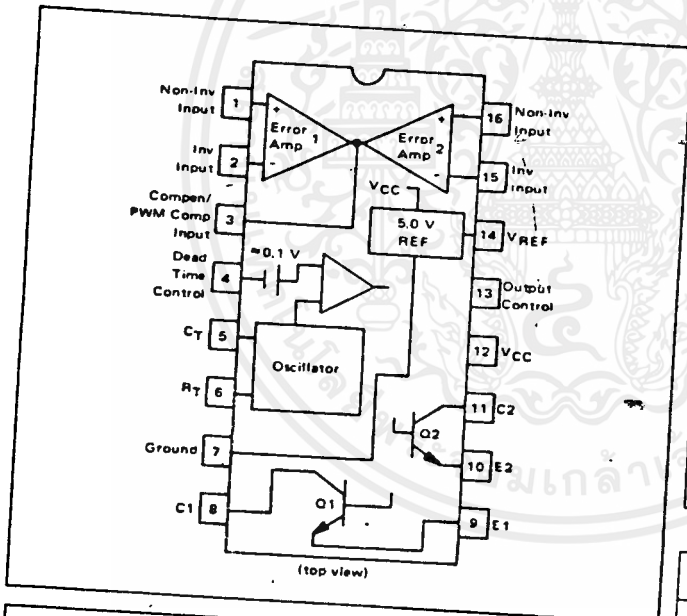 Non-Inv
Input
1
+
Error
Amp 1
-
Inv
Input
2
Compen/
PWM Comp
Input
3
Dead
Time
Control
4
≈0.1 V
CT
5
RT
6
Oscillator
Ground
7
C1
8
Q1
+
Error
Amp 2
-
16
Non-Inv
Input
15
Inv
Input
VCC
5.0 V
REF
14
VREF
13
Output
Control
12
VCC
11
C2
Q2
10
E2
9
E1
(top view)